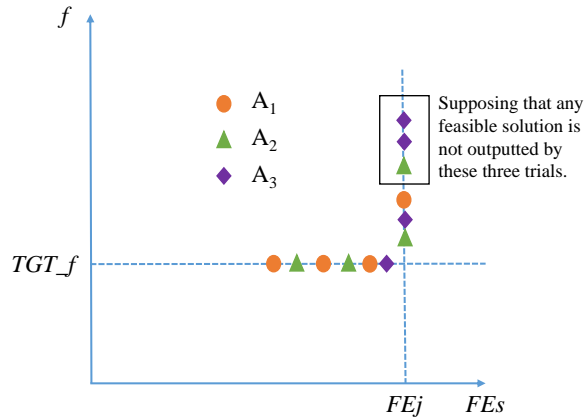 f
A1
A2
A3
Supposing that any
feasible solution is
not outputted by
these three trials.
TGT_f
FEj
FEs